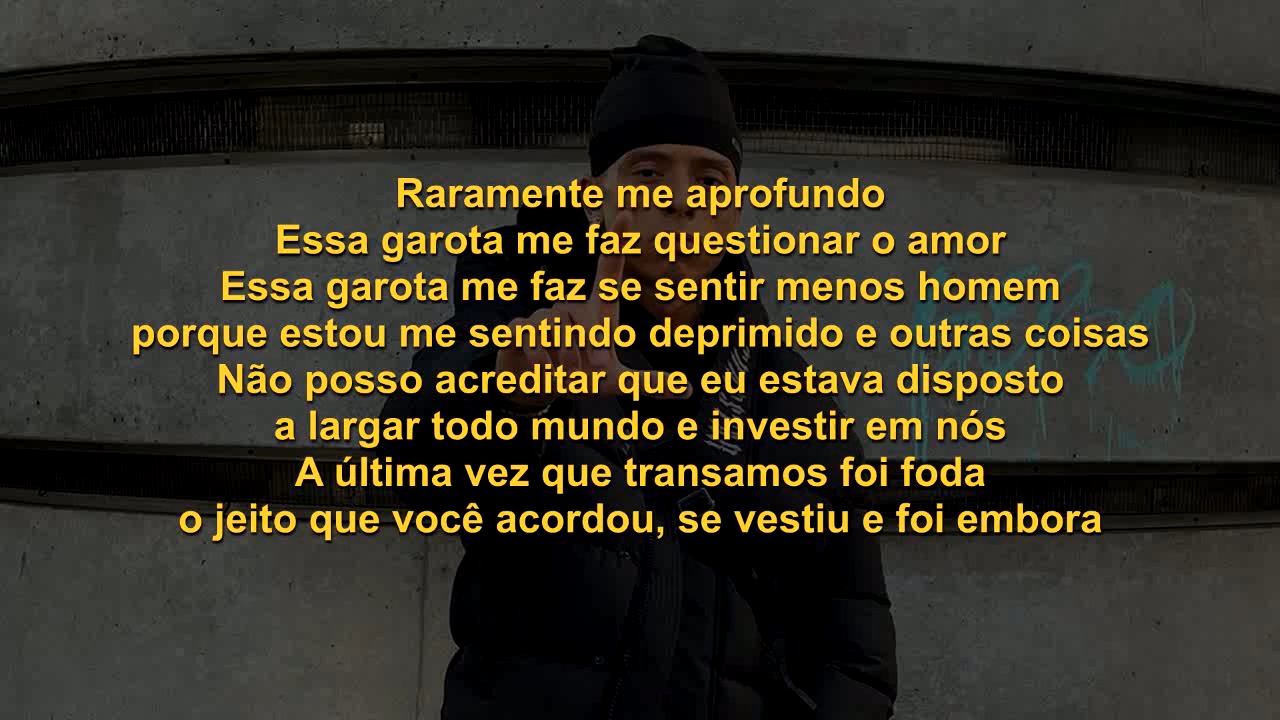 Raramente me aprofundo
Essa garota me faz questionar o amor
Essa garota me faz se sentir menos homem
porque estou me sentindo deprimido e outras coisas
Não posso acreditar que eu estava disposto
a largar todo mundo e investir em nós
A última vez que transamos foi foda
o jeito que você acordou, se vestiu e foi embora